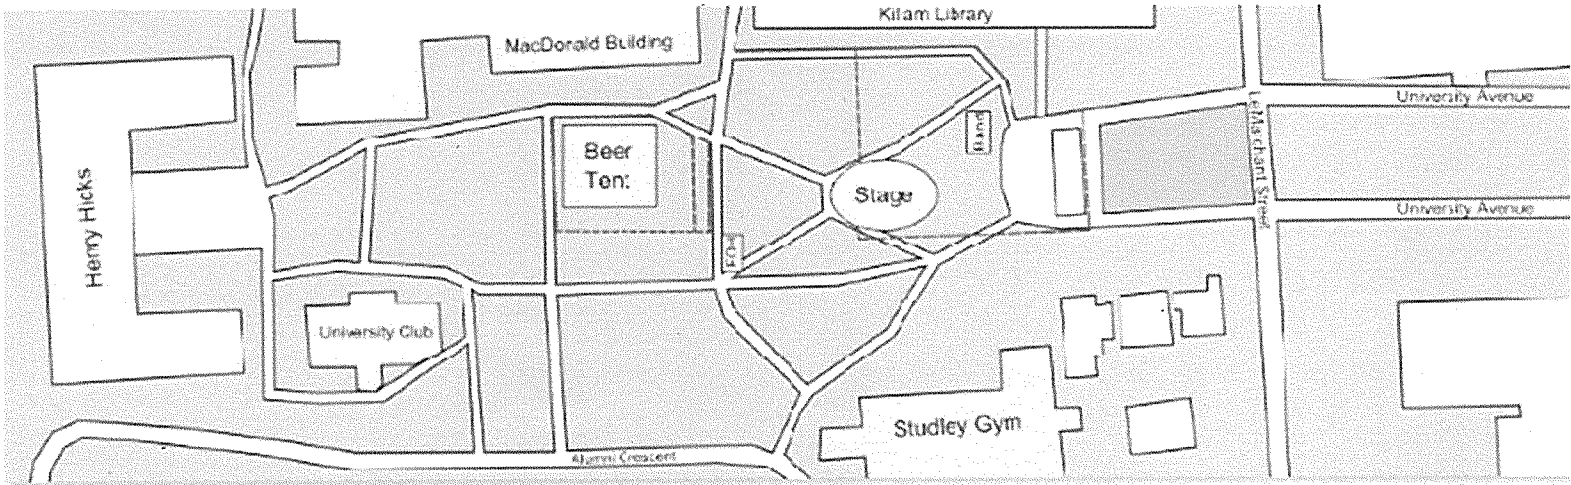 Killam Library
MacDonald Building
University Avenue
LeMarchant Street
Beer
Tent
Stage
University Avenue
Henry Hicks
University Club
Studley Gym
Alumni Crescent